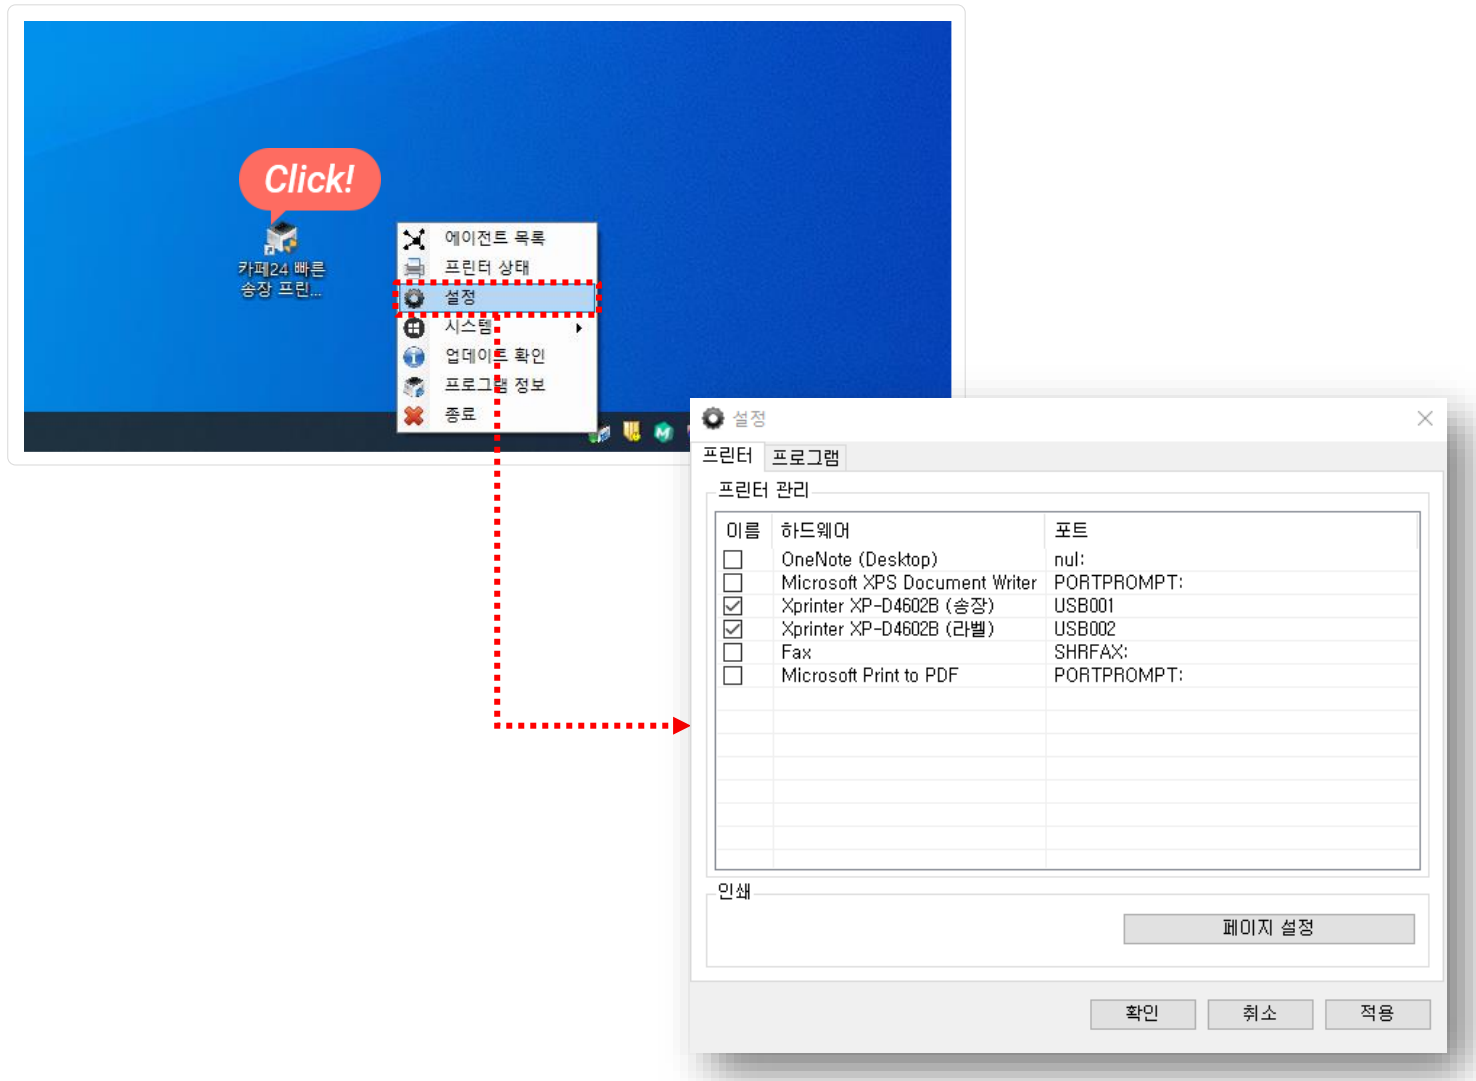 Click!
카페24 빠른
송장 프린...
에이전트 목록
프린터 상태
설정
시스템
업데이트 확인
프로그램 정보
종료
설정
프린터 프로그램
프린터 관리
이름 하드웨어 포트
OneNote (Desktop) nul:
Microsoft XPS Document Writer PORTPROMPT:
Xprinter XP-D4602B (송장) USB001
Xprinter XP-D4602B (라벨) USB002
Fax SHRFAX:
Microsoft Print to PDF PORTPROMPT:
인쇄
페이지 설정
확인 취소 적용